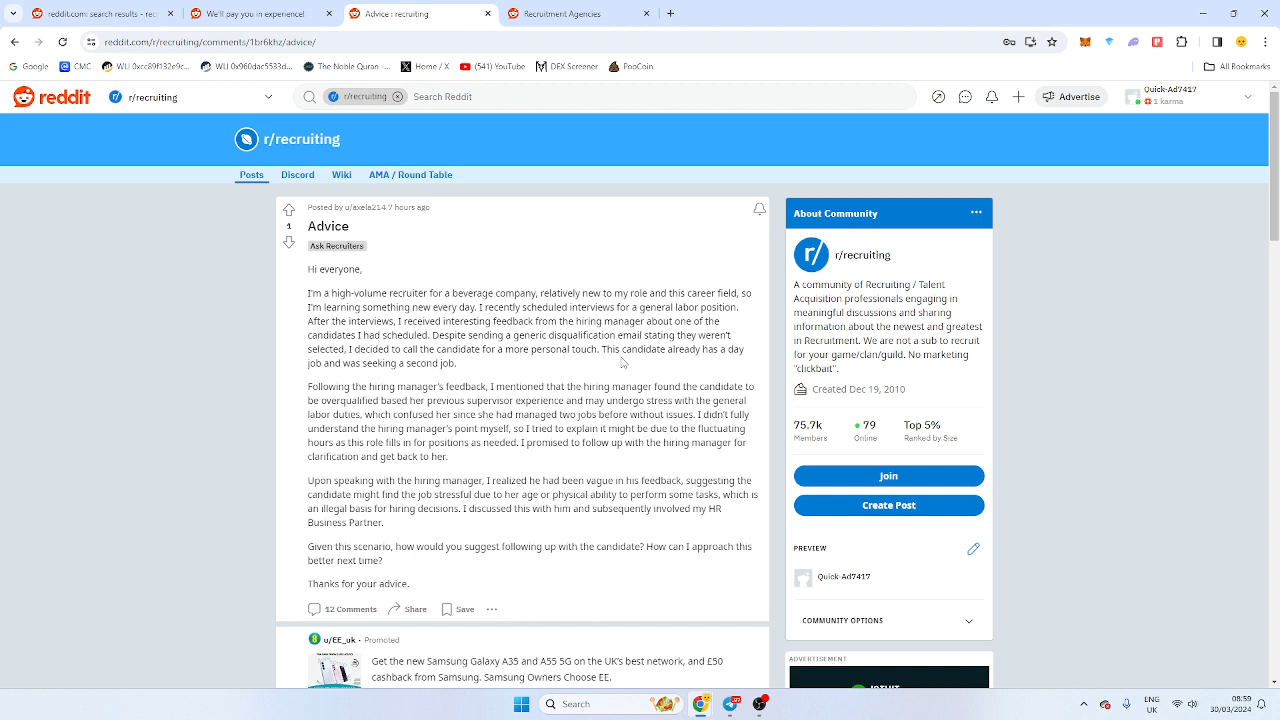 redd.com : recruiting search
We'll pay you for experience!
Advice : recruiting
Recruitment Agencies
reddit.com/r/recruiting/comments/1br6khz/advice/
Google
CMC
WLI 0xcc89f132e9c...
WLI 0x960dac5533d...
The Noble Quran -...
Home / X
(541) YouTube
DEX Screener
PooCoin
All Bookmarks
reddit
r/recruiting
r/recruiting
Search Reddit
Advertise
Quick-Ad7417
1 karma
r/recruiting
Posts
Discord
Wiki
AMA / Round Table
Posted by u/axela214 7 hours ago
1
Advice
Ask Recruiters
Hi everyone,
I'm a high-volume recruiter for a beverage company, relatively new to my role and this career field, so
I'm learning something new every day. I recently scheduled interviews for a general labor position.
After the interviews, I received interesting feedback from the hiring manager about one of the
candidates I had scheduled. Despite sending a generic disqualification email stating they weren't
selected, I decided to call the candidate for a more personal touch. This candidate already has a day
job and was seeking a second job.
Following the hiring manager's feedback, I mentioned that the hiring manager found the candidate to
be overqualified based her previous supervisor experience and may undergo stress with the general
labor duties, which confused her since she had managed two jobs before without issues. I didn't fully
understand the hiring manager's point myself, so I tried to explain it might be due to the fluctuating
hours as this role fills in for positions as needed. I promised to follow up with the hiring manager for
clarification and get back to her.
Upon speaking with the hiring manager, I realized he had been vague in his feedback, suggesting the
candidate might find the job stressful due to her age or physical ability to perform some tasks, which is
an illegal basis for hiring decisions. I discussed this with him and subsequently involved my HR
Business Partner.
Given this scenario, how would you suggest following up with the candidate? How can I approach this
better next time?
Thanks for your advice.
12 Comments
Share
Save
u/EE_uk · Promoted
Get the new Samsung Galaxy A35 and A55 5G on the UK's best network, and £50
cashback from Samsung. Samsung Owners Choose EE.
About Community
r/
r/recruiting
A community of Recruiting / Talent
Acquisition professionals engaging in
meaningful discussions and sharing
information about the newest and greatest
in Recruitment. We are not a sub to recruit
for your game/clan/guild. No marketing
"clickbait".
Created Dec 19, 2010
75.7k
79
Top 5%
Members
Online
Ranked by Size
Join
Create Post
PREVIEW
Quick-Ad7417
COMMUNITY OPTIONS
ADVERTISEMENT
Search
ENG
UK
08:59
30/03/2024